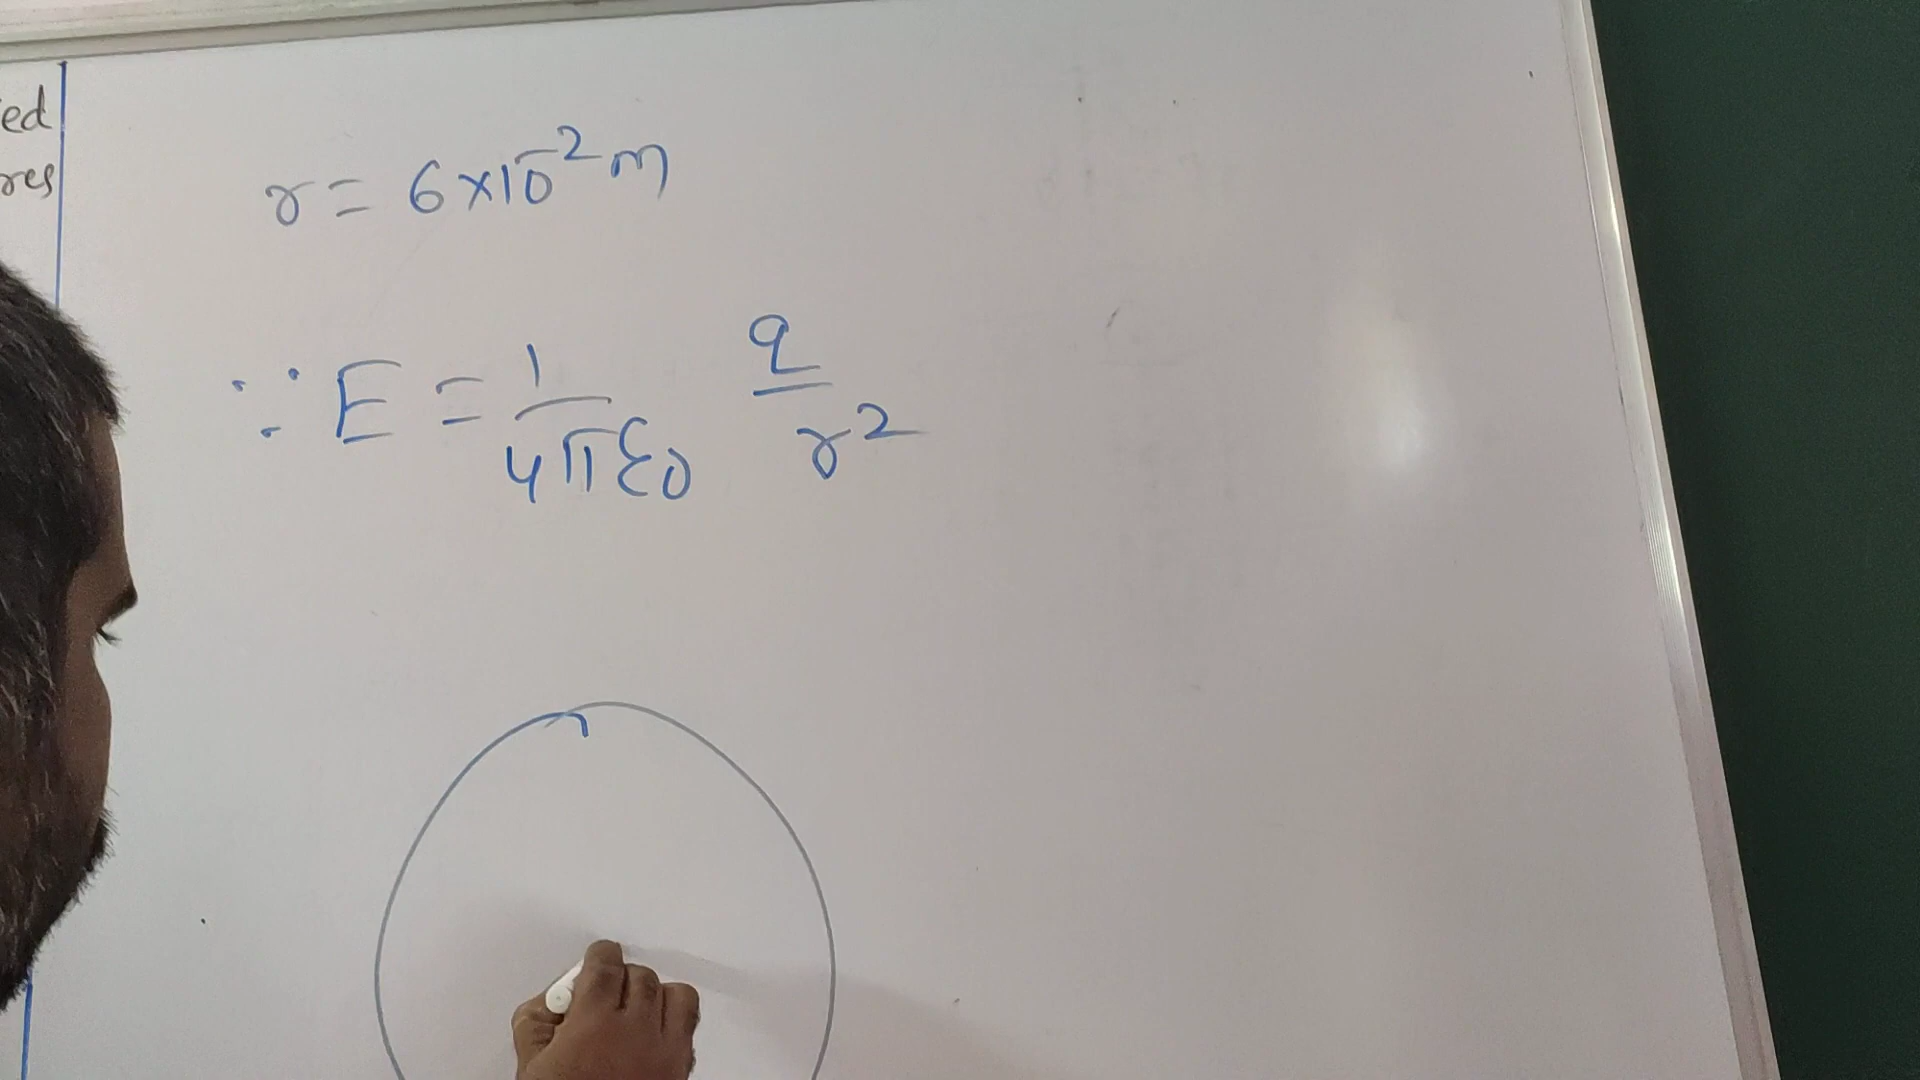 ed
res
r = 6×10⁻² m
∵ E = 1/4πε0 q/r²